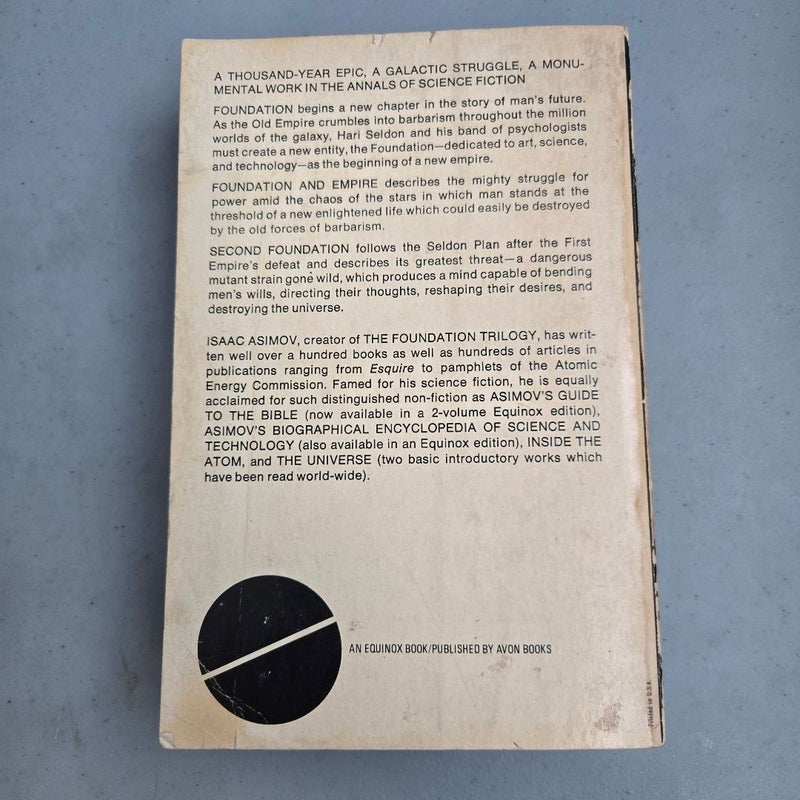 A THOUSAND-YEAR EPIC, A GALACTIC STRUGGLE, A MONU-
MENTAL WORK IN THE ANNALS OF SCIENCE FICTION
FOUNDATION begins a new chapter in the story of man's future.
As the Old Empire crumbles into barbarism throughout the million
worlds of the galaxy, Hari Seldon and his band of psychologists
must create a new entity, the Foundation—dedicated to art, science,
and technology—as the beginning of a new empire.
FOUNDATION AND EMPIRE describes the mighty struggle for
power amid the chaos of the stars in which man stands at the
threshold of a new enlightened life which could easily be destroyed
by the old forces of barbarism.
SECOND FOUNDATION follows the Seldon Plan after the First
Empire's defeat and describes its greatest threat—a dangerous
mutant strain gone wild, which produces a mind capable of bending
men's wills, directing their thoughts, reshaping their desires, and
destroying the universe.
ISAAC ASIMOV, creator of THE FOUNDATION TRILOGY, has writ-
ten well over a hundred books as well as hundreds of articles in
publications ranging from Esquire to pamphlets of the Atomic
Energy Commission. Famed for his science fiction, he is equally
acclaimed for such distinguished non-fiction as ASIMOV'S GUIDE
TO THE BIBLE (now available in a 2-volume Equinox edition),
ASIMOV'S BIOGRAPHICAL ENCYCLOPEDIA OF SCIENCE AND
TECHNOLOGY (also available in an Equinox edition), INSIDE THE
ATOM, and THE UNIVERSE (two basic introductory works which
have been read world-wide).
AN EQUINOX BOOK/PUBLISHED BY AVON BOOKS
Printed in U.S.A.